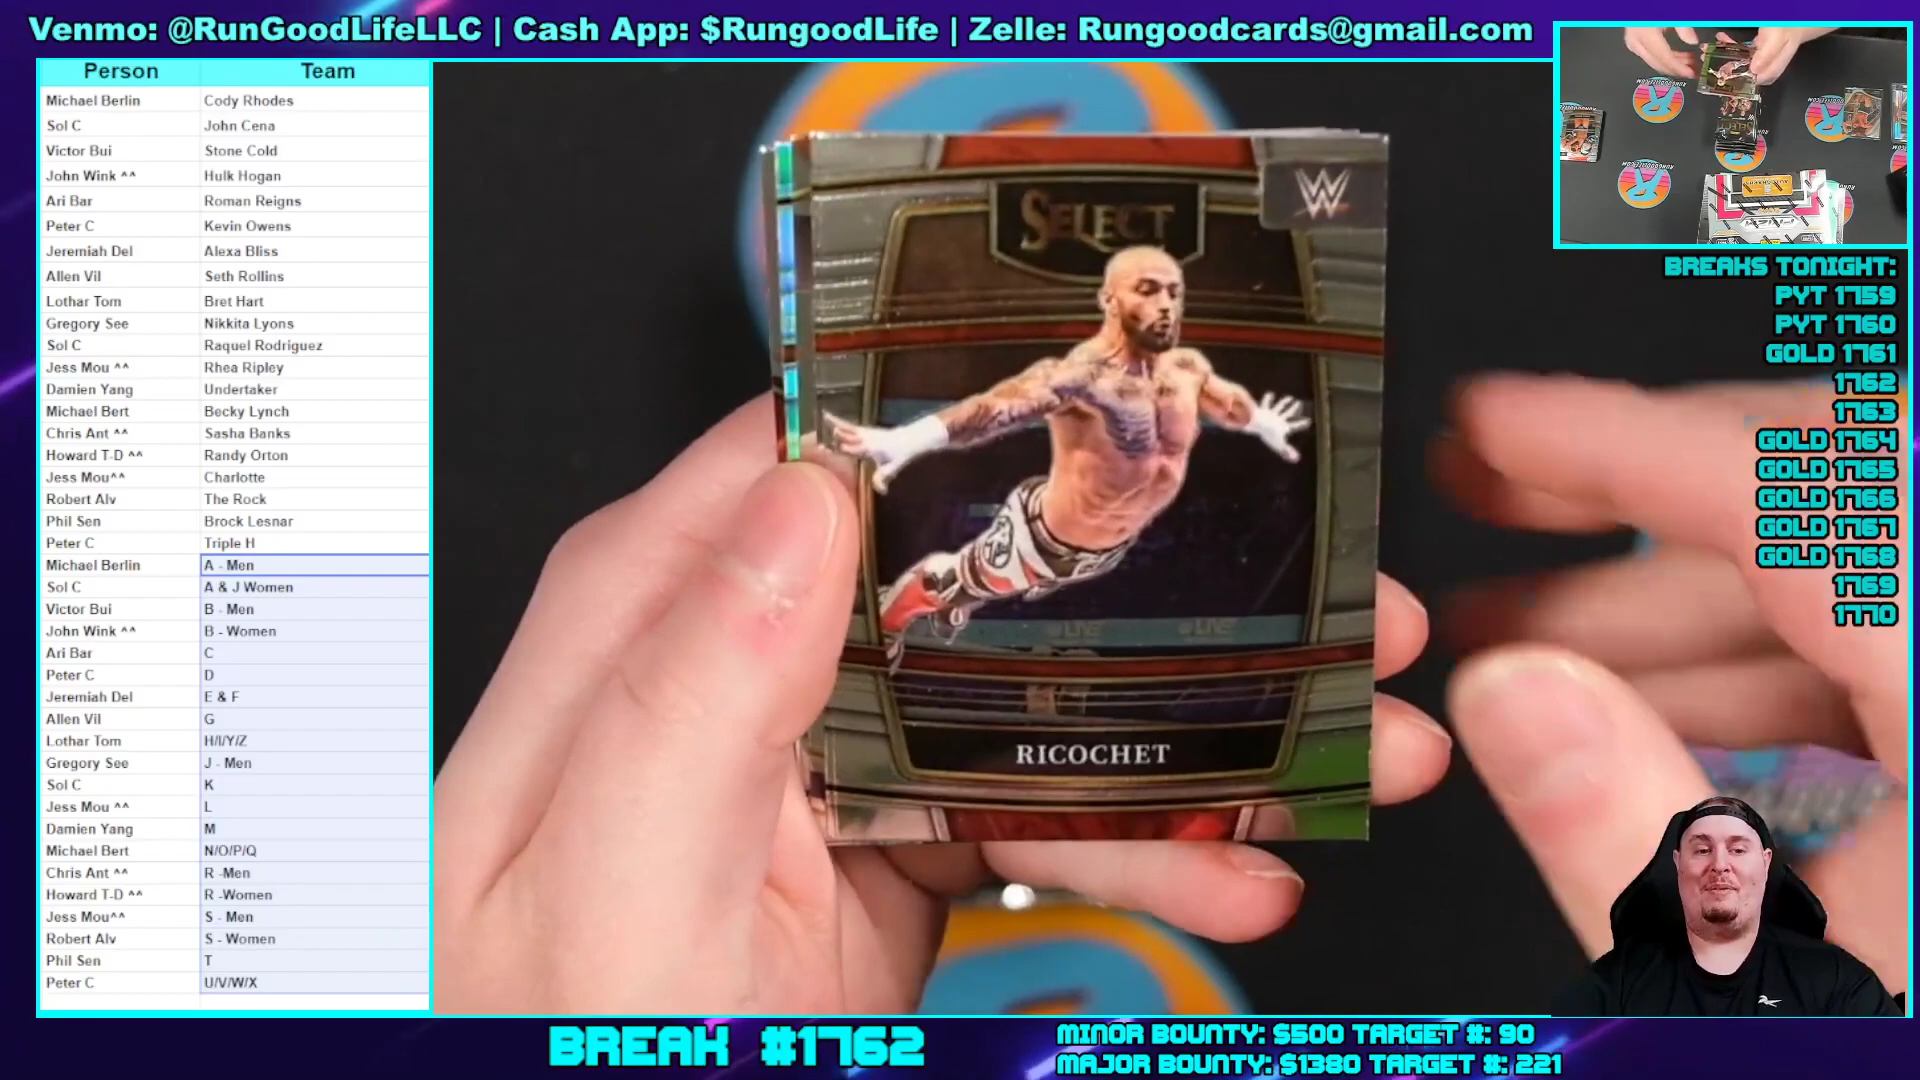 Venmo: @RunGoodLifeLLC | Cash App: $RungoodLife | Zelle: Rungoodcards@gmail.com
Person Team
Michael Berlin Cody Rhodes
Sol C John Cena
Victor Bui Stone Cold
John Wink ^^ Hulk Hogan
Ari Bar Roman Reigns
Peter C Kevin Owens
Jeremiah Del Alexa Bliss
Allen Vil Seth Rollins
Lothar Tom Bret Hart
Gregory See Nikkita Lyons
Sol C Raquel Rodriguez
Jess Mou ^^ Rhea Ripley
Damien Yang Undertaker
Michael Bert Becky Lynch
Chris Ant ^^ Sasha Banks
Howard T-D ^^ Randy Orton
Jess Mou^^ Charlotte
Robert Alv The Rock
Phil Sen Brock Lesnar
Peter C Triple H
Michael Berlin A - Men
Sol C A & J Women
Victor Bui B - Men
John Wink ^^ B - Women
Ari Bar C
Peter C D
Jeremiah Del E & F
Allen Vil G
Lothar Tom H/I/Y/Z
Gregory See J - Men
Sol C K
Jess Mou ^^ L
Damien Yang M
Michael Bert N/O/P/Q
Chris Ant ^^ R -Men
Howard T-D ^^ R -Women
Jess Mou^^ S - Men
Robert Alv S - Women
Phil Sen T
Peter C U/V/W/X
SELECT
W
LIVE
LIVE
RICOCHET
BREAKS TONIGHT:
PYT 1759
PYT 1760
GOLD 1761
1762
1763
GOLD 1764
GOLD 1765
GOLD 1766
GOLD 1767
GOLD 1768
1769
1770
BREAK #1762
MINOR BOUNTY: $500 TARGET #: 90
MAJOR BOUNTY: $1380 TARGET #: 221